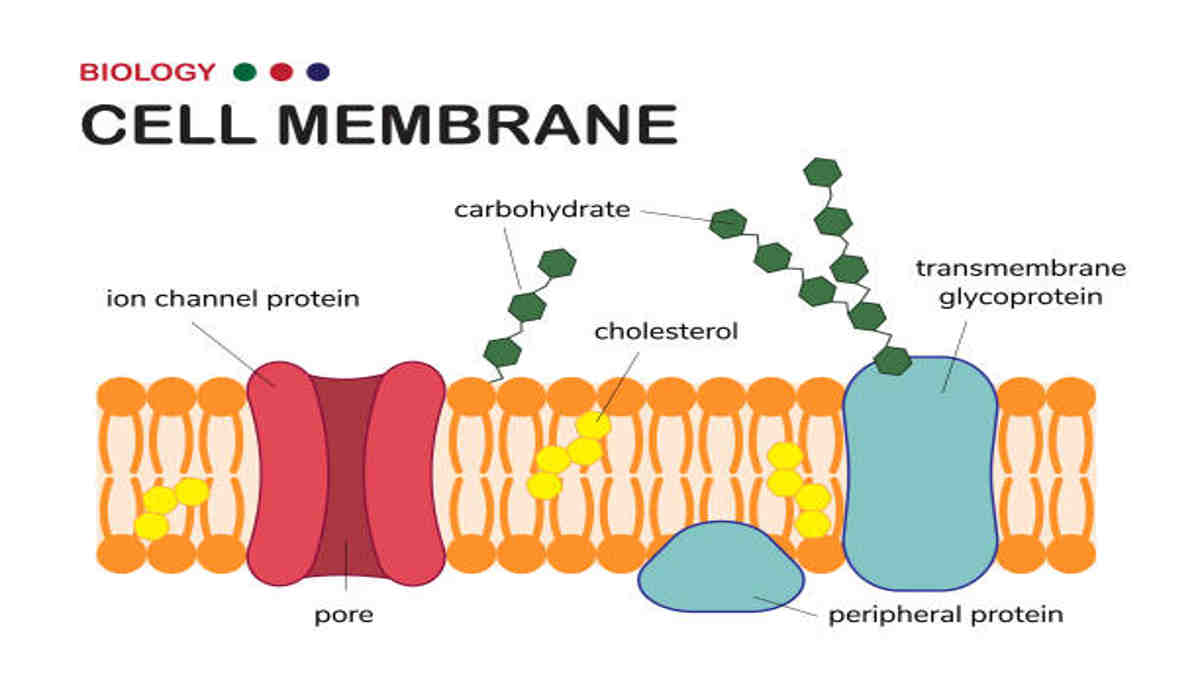 BIOLOGY
CELL MEMBRANE
carbohydrate
transmembrane
glycoprotein
ion channel protein
cholesterol
pore
peripheral protein